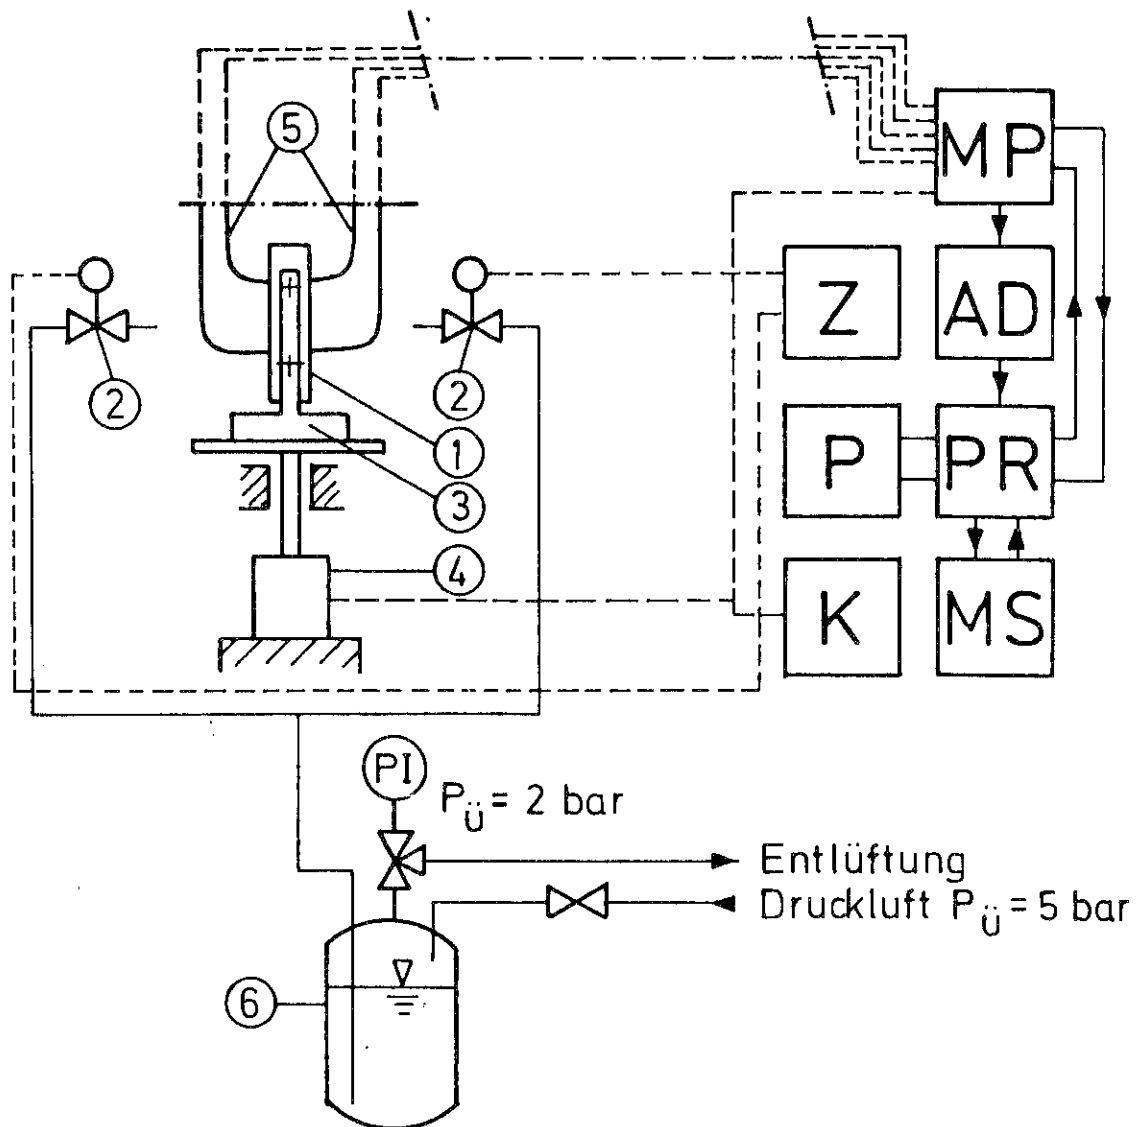 5
MP
Z
AD
2
2
1
P
PR
3
4
K
MS
PI
PÜ = 2 bar
Entlüftung
Druckluft PÜ = 5 bar
6